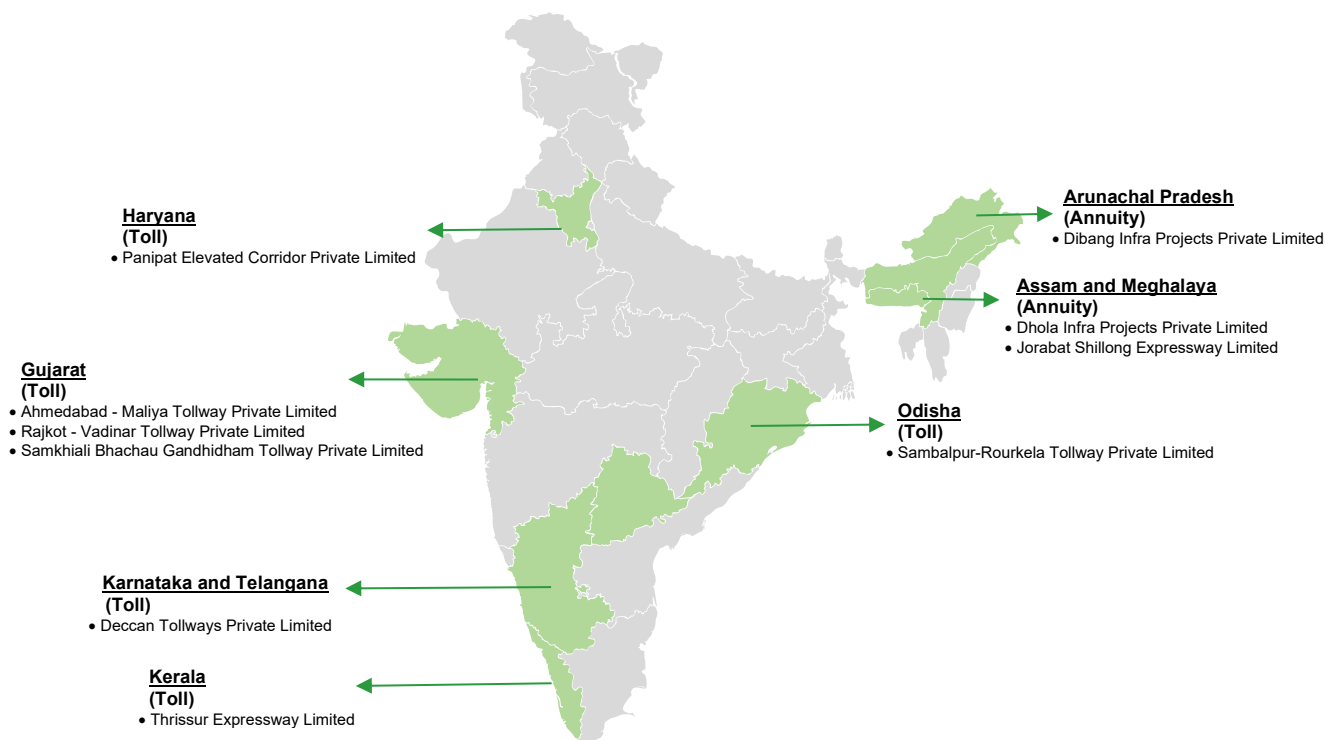 Haryana
(Toll)
• Panipat Elevated Corridor Private Limited
Gujarat
(Toll)
• Ahmedabad - Maliya Tollway Private Limited
• Rajkot - Vadinar Tollway Private Limited
• Samkhiali Bhachau Gandhidham Tollway Private Limited
Karnataka and Telangana
(Toll)
• Deccan Tollways Private Limited
Kerala
(Toll)
• Thrissur Expressway Limited
Arunachal Pradesh
(Annuity)
• Dibang Infra Projects Private Limited
Assam and Meghalaya
(Annuity)
• Dhola Infra Projects Private Limited
• Jorabat Shillong Expressway Limited
Odisha
(Toll)
• Sambalpur-Rourkela Tollway Private Limited